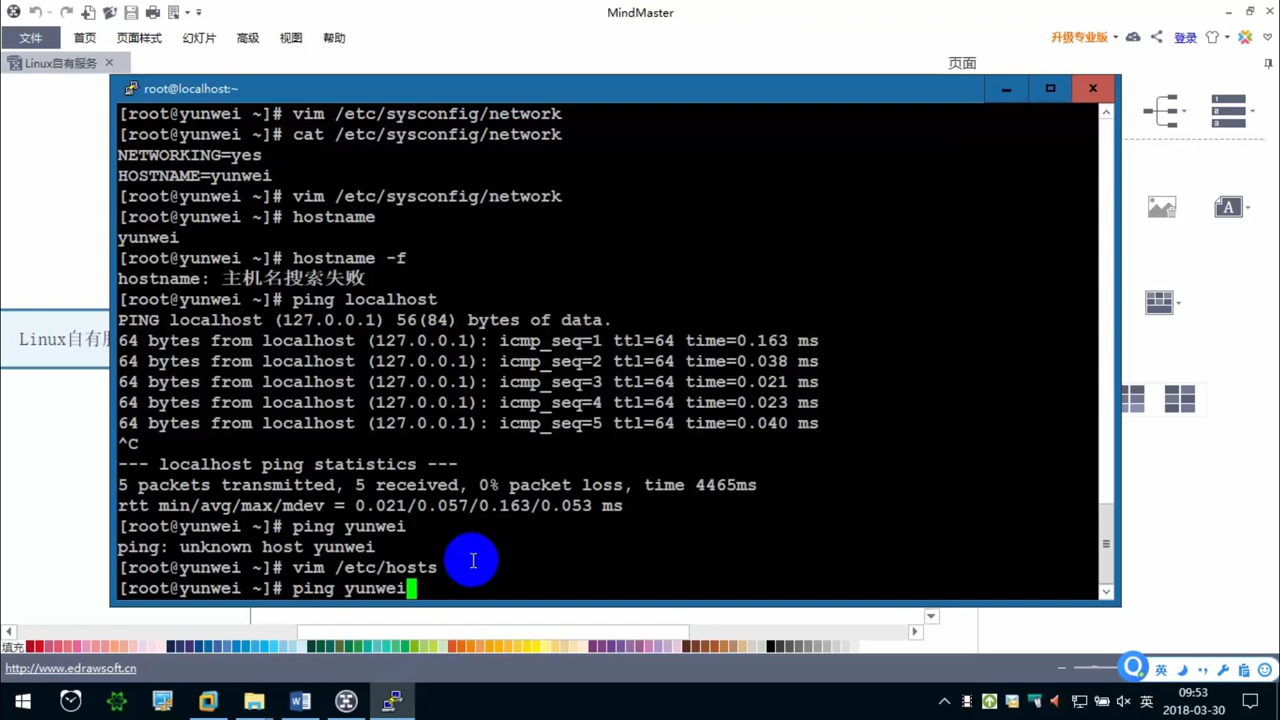 MindMaster
文件 首页 页面样式 幻灯片 高级 视图 帮助 升级专业版 登录
Linux自有服务
页面
root@localhost:~
[root@yunwei ~]# vim /etc/sysconfig/network
[root@yunwei ~]# cat /etc/sysconfig/network
NETWORKING=yes
HOSTNAME=yunwei
[root@yunwei ~]# vim /etc/sysconfig/network
[root@yunwei ~]# hostname
yunwei
[root@yunwei ~]# hostname -f
hostname: 主机名搜索失败
[root@yunwei ~]# ping localhost
PING localhost (127.0.0.1) 56(84) bytes of data.
64 bytes from localhost (127.0.0.1): icmp_seq=1 ttl=64 time=0.163 ms
64 bytes from localhost (127.0.0.1): icmp_seq=2 ttl=64 time=0.038 ms
64 bytes from localhost (127.0.0.1): icmp_seq=3 ttl=64 time=0.021 ms
64 bytes from localhost (127.0.0.1): icmp_seq=4 ttl=64 time=0.023 ms
64 bytes from localhost (127.0.0.1): icmp_seq=5 ttl=64 time=0.040 ms
^C
--- localhost ping statistics ---
5 packets transmitted, 5 received, 0% packet loss, time 4465ms
rtt min/avg/max/mdev = 0.021/0.057/0.163/0.053 ms
[root@yunwei ~]# ping yunwei
ping: unknown host yunwei
[root@yunwei ~]# vim /etc/hosts
[root@yunwei ~]# ping yunwei
Linux自有服
填充
http://www.edrawsoft.cn
英
英
09:53
2018-03-30